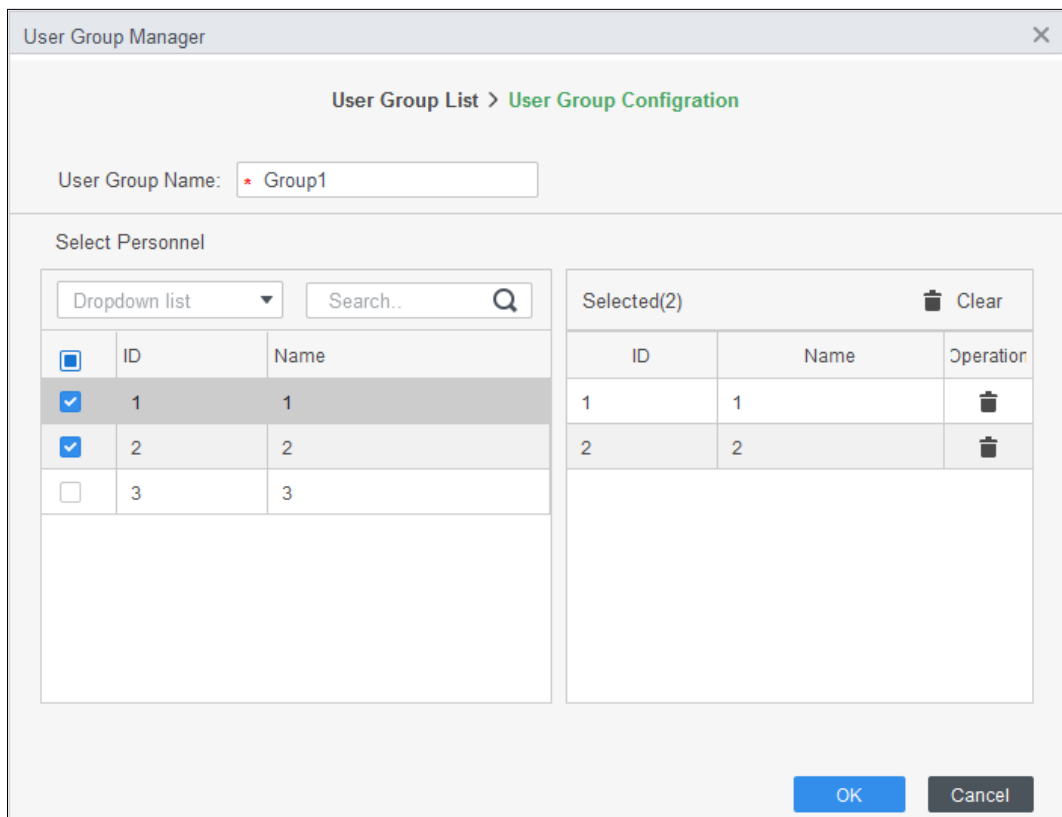 User Group Manager
User Group List > User Group Configration
User Group Name: * Group1
Select Personnel
Dropdown list Search..
ID Name
1 1
2 2
3 3
Selected(2) Clear
ID Name Operation
1 1
2 2
OK Cancel